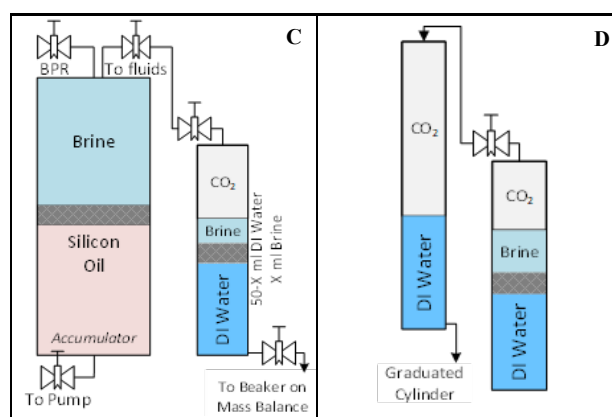 C
BPR
To fluids
Brine
Silicon
Oil
Accumulator
To Pump
CO₂
Brine
DI Water
50-X ml DI Water
X ml Brine
To Beaker on
Mass Balance
D
CO₂
DI Water
Graduated
Cylinder
CO₂
Brine
DI Water